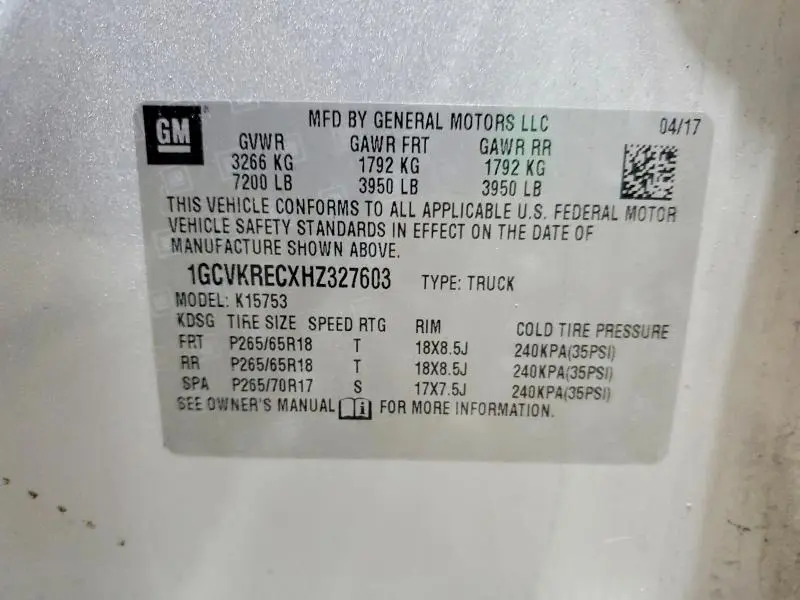 GM
MFD BY GENERAL MOTORS LLC 04/17
GVWR GAWR FRT GAWR RR
3266 KG 1792 KG 1792 KG
7200 LB 3950 LB 3950 LB
THIS VEHICLE CONFORMS TO ALL APPLICABLE U.S. FEDERAL MOTOR
VEHICLE SAFETY STANDARDS IN EFFECT ON THE DATE OF
MANUFACTURE SHOWN ABOVE.
1GCVKRECXHZ327603 TYPE: TRUCK
MODEL: K15753
KDSG TIRE SIZE SPEED RTG RIM COLD TIRE PRESSURE
FRT P265/65R18 T 18X8.5J 240KPA(35PSI)
RR P265/65R18 T 18X8.5J 240KPA(35PSI)
SPA P265/70R17 S 17X7.5J 240KPA(35PSI)
SEE OWNER'S MANUAL i FOR MORE INFORMATION.